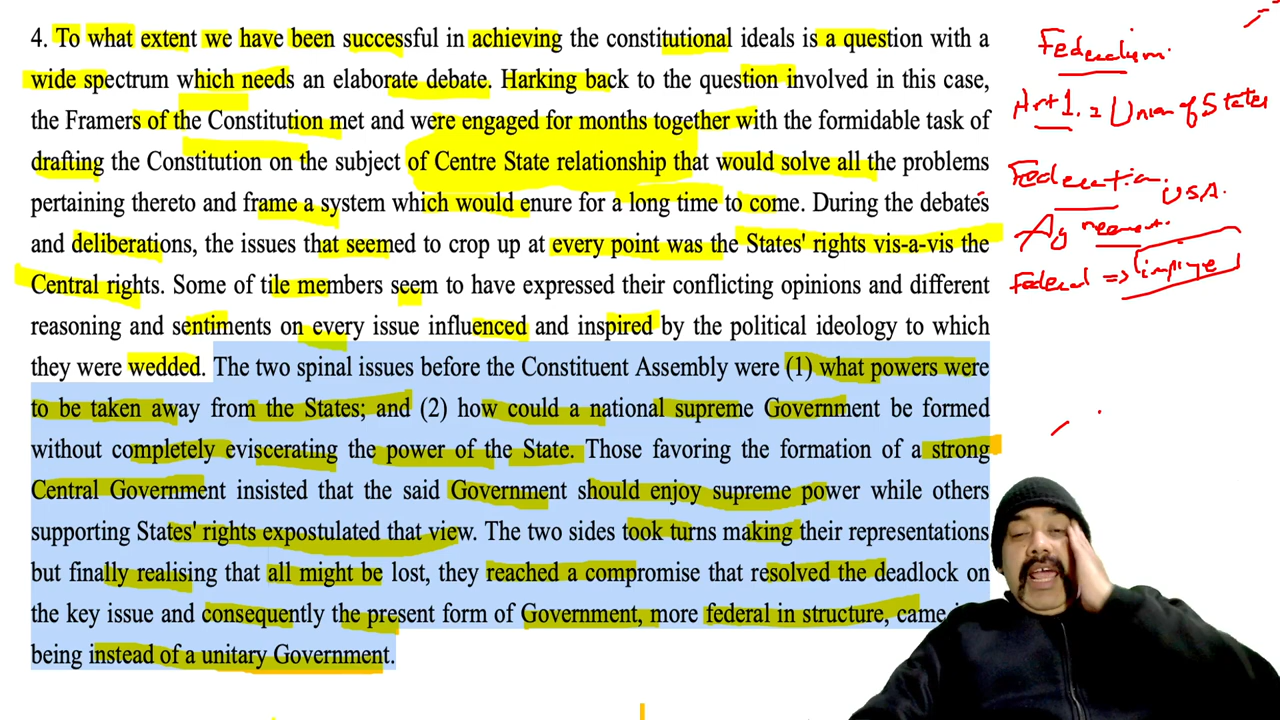 4. To what extent we have been successful in achieving the constitutional ideals is a question with a
wide spectrum which needs an elaborate debate. Harking back to the question involved in this case,
the Framers of the Constitution met and were engaged for months together with the formidable task of
drafting the Constitution on the subject of Centre State relationship that would solve all the problems
pertaining thereto and frame a system which would enure for a long time to come. During the debates
and deliberations, the issues that seemed to crop up at every point was the States' rights vis-a-vis the
Central rights. Some of tile members seem to have expressed their conflicting opinions and different
reasoning and sentiments on every issue influenced and inspired by the political ideology to which
they were wedded. The two spinal issues before the Constituent Assembly were (1) what powers were
to be taken away from the States; and (2) how could a national supreme Government be formed
without completely eviscerating the power of the State. Those favoring the formation of a strong
Central Government insisted that the said Government should enjoy supreme power while others
supporting States' rights expostulated that view. The two sides took turns making their representations
but finally realising that all might be lost, they reached a compromise that resolved the deadlock on
the key issue and consequently the present form of Government, more federal in structure, came
being instead of a unitary Government.
Federalism.
Art 1. = Union of States
Federation.
USA.
Agreement.
Federal =>